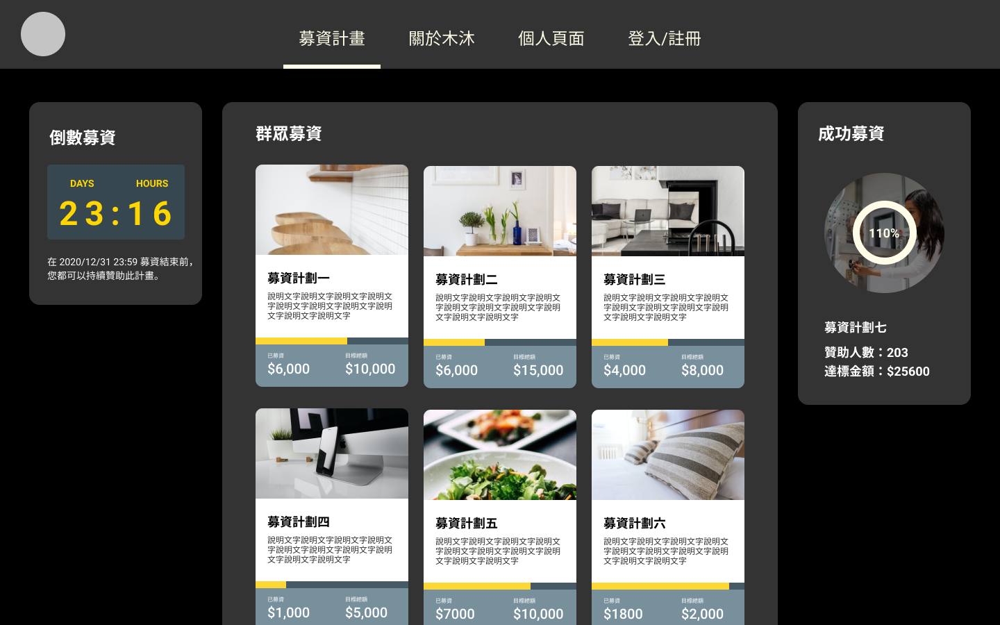 募資計畫
關於木沐
個人頁面
登入/註冊
倒數募資
DAYS
HOURS
23:16
在 2020/12/31 23:59 募資結束前，
您都可以持續贊助此計畫。
群眾募資
募資計劃一
說明文字說明文字說明文字說明文
字說明文字說明文字說明文字說明
文字說明文字說明文字
已募資
目標總額
$6,000
$10,000
募資計劃二
說明文字說明文字說明文字說明文
字說明文字說明文字說明文字說明
文字說明文字說明文字
已募資
目標總額
$6,000
$15,000
募資計劃三
說明文字說明文字說明文字說明文
字說明文字說明文字說明文字說明
文字說明文字說明文字
已募資
目標總額
$4,000
$8,000
募資計劃四
說明文字說明文字說明文字說明文
字說明文字說明文字說明文字說明
文字說明文字說明文字
已募資
目標總額
$1,000
$5,000
募資計劃五
說明文字說明文字說明文字說明文
字說明文字說明文字說明文字說明
文字說明文字說明文字
已募資
目標總額
$7000
$10,000
募資計劃六
說明文字說明文字說明文字說明文
字說明文字說明文字說明文字說明
文字說明文字說明文字
已募資
目標總額
$1800
$2,000
成功募資
110%
募資計劃七
贊助人數：203
達標金額：$25600